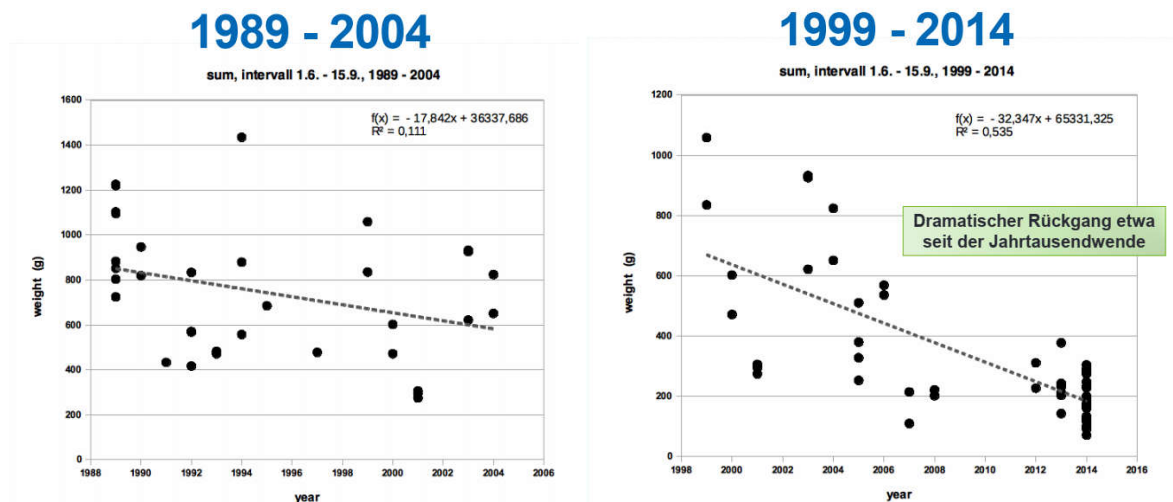 1989 - 2004
sum, intervall 1.6. - 15.9., 1989 - 2004
f(x) = - 17,842x + 36337,686
R² = 0,111
weight (g)
1600
1400
1200
1000
800
600
400
200
0
1988 1990 1992 1994 1996 1998 2000 2002 2004 2006
year
1999 - 2014
sum, intervall 1.6. - 15.9., 1999 - 2014
f(x) = - 32,347x + 65331,325
R² = 0,535
Dramatischer Rückgang etwa
seit der Jahrtausendwende
weight (g)
1200
1000
800
600
400
200
0
1998 2000 2002 2004 2006 2008 2010 2012 2014 2016
year